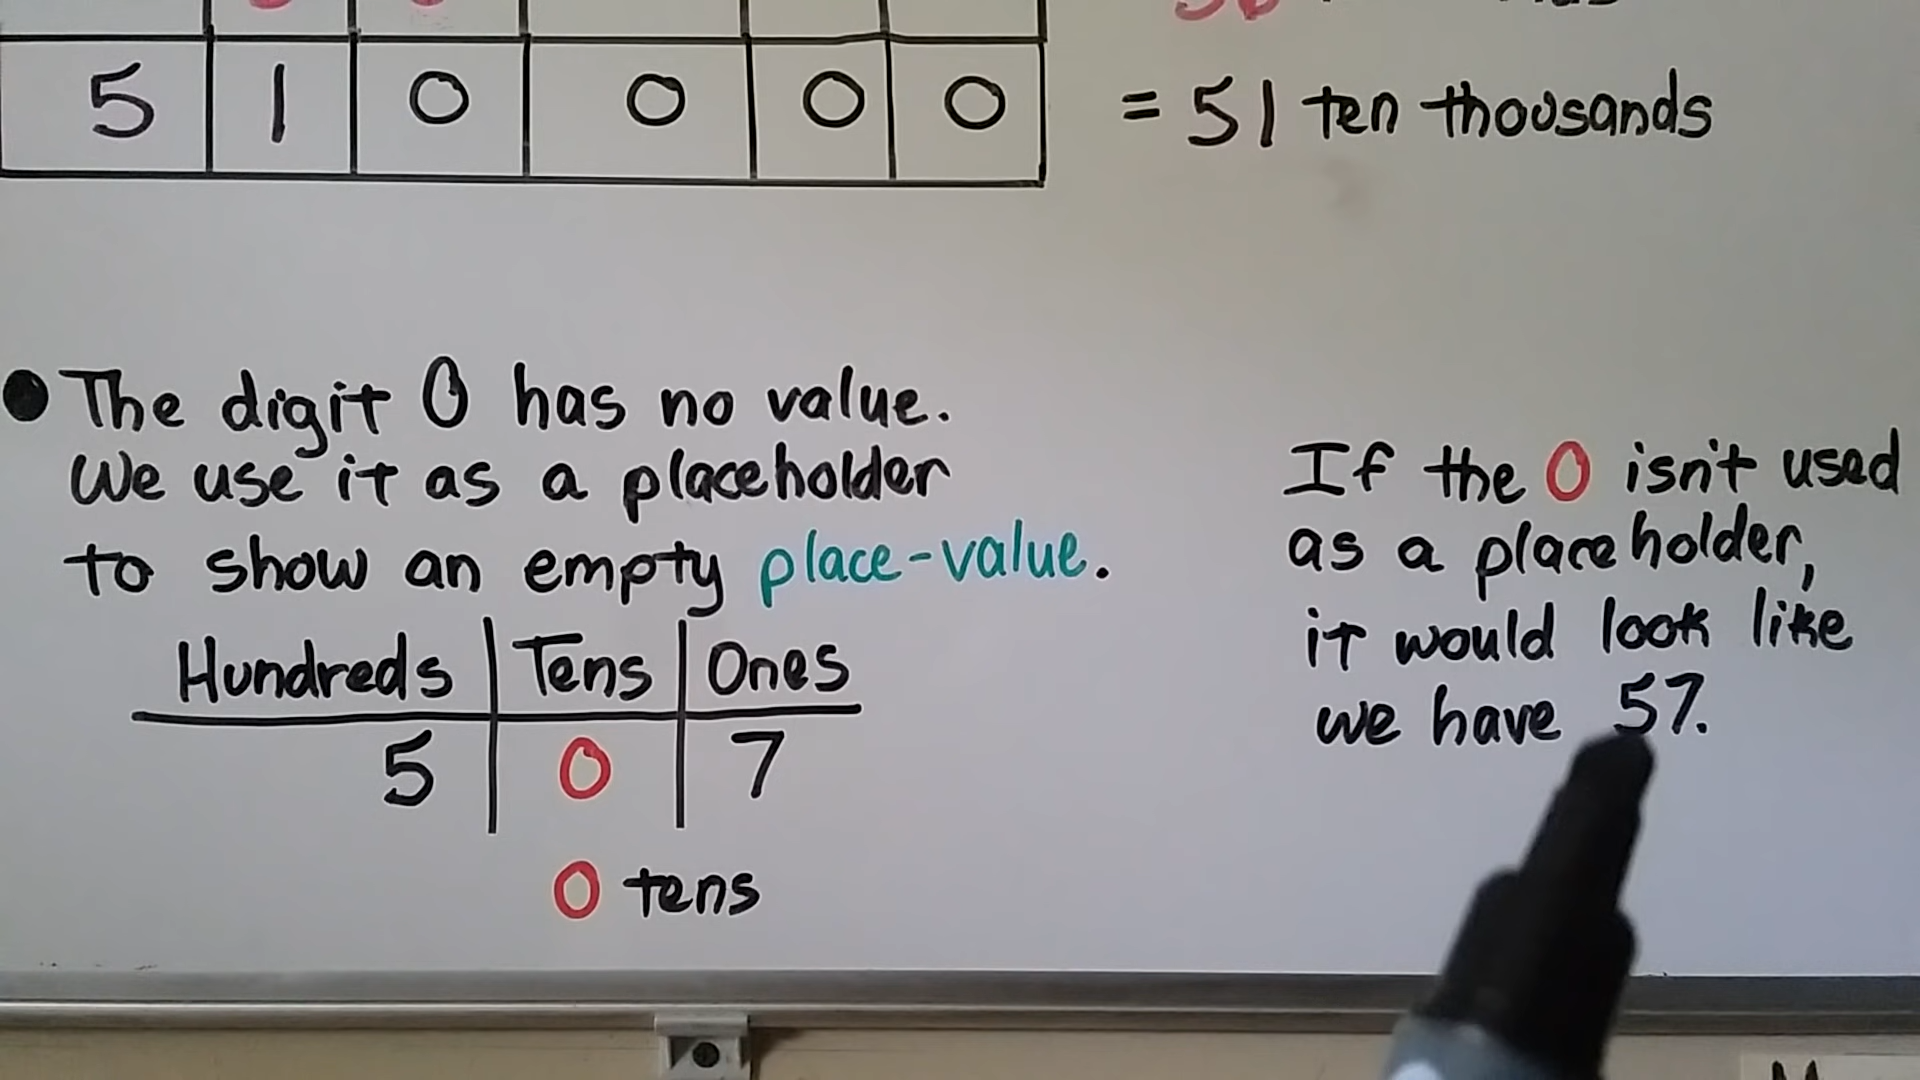 5 1 0 0 0 0 = 51 ten thousands
The digit 0 has no value.
We use it as a placeholder
to show an empty place-value.
Hundreds Tens Ones
5 0 7
0 tens
If the 0 isn't used
as a placeholder,
it would look like
we have 57.